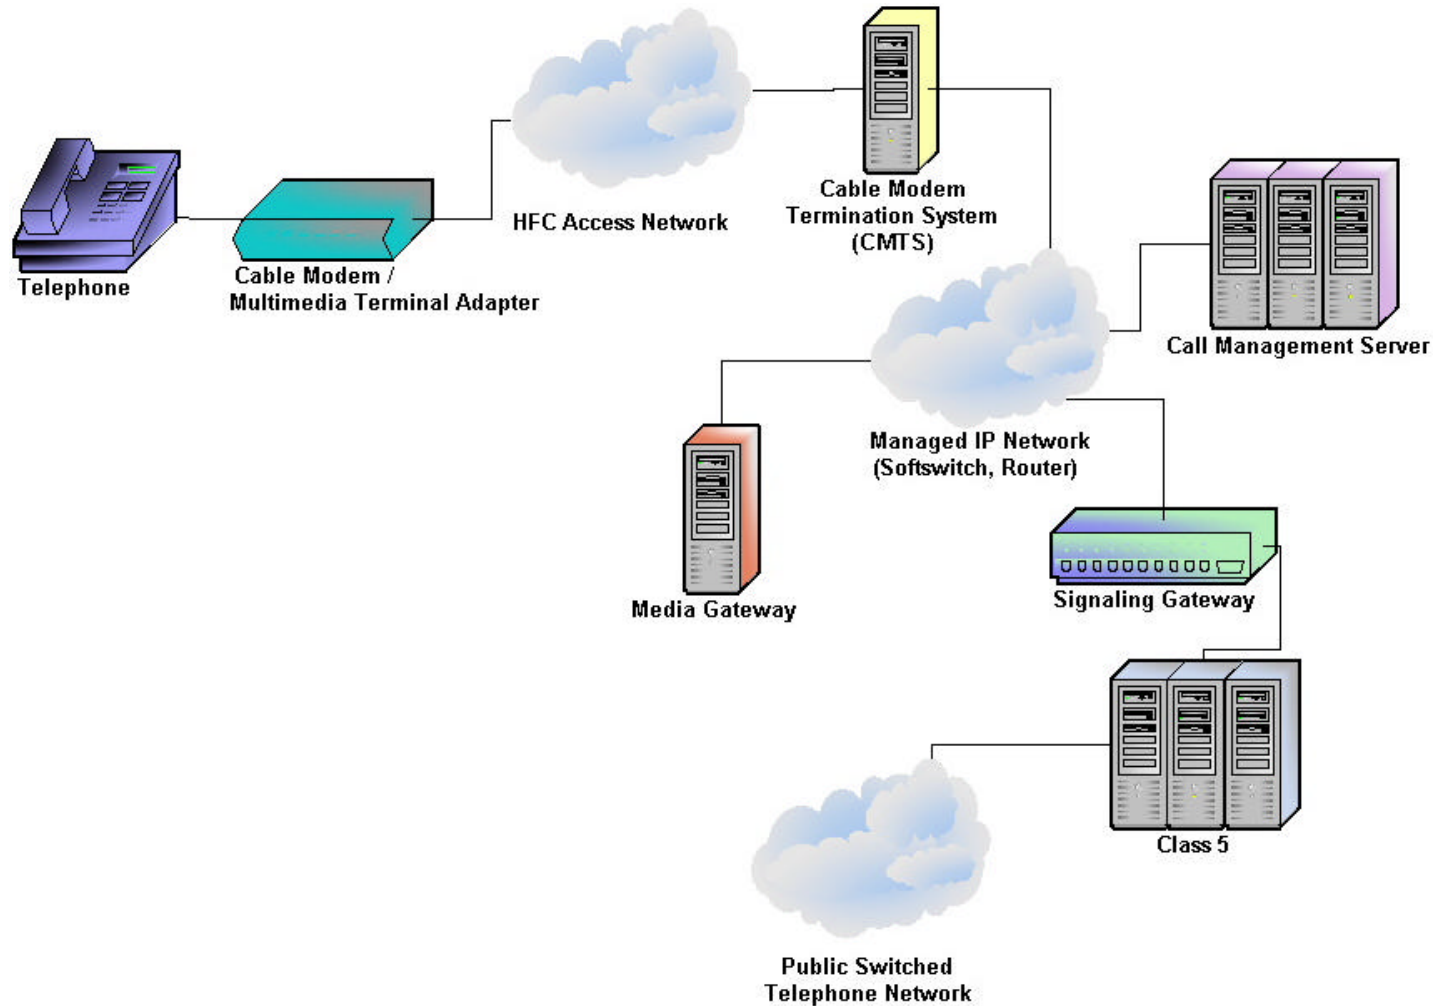 Telephone
Cable Modem /
Multimedia Terminal Adapter
HFC Access Network
Cable Modem
Termination System
(CMTS)
Call Management Server
Managed IP Network
(Softswitch, Router)
Media Gateway
Signaling Gateway
Class 5
Public Switched
Telephone Network